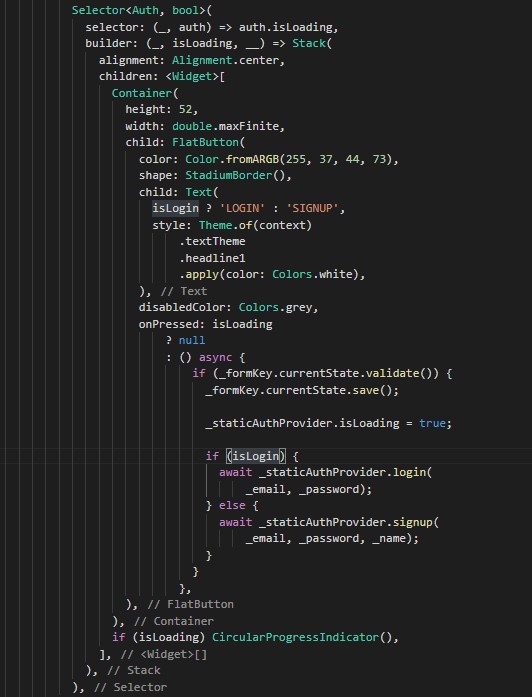 Selector<Auth, bool>(
selector: (_, auth) => auth.isLoading,
builder: (_, isLoading, __) => Stack(
alignment: Alignment.center,
children: <Widget>[
Container(
height: 52,
width: double.maxFinite,
child: FlatButton(
color: Color.fromARGB(255, 37, 44, 73),
shape: StadiumBorder(),
child: Text(
isLogin ? 'LOGIN' : 'SIGNUP',
style: Theme.of(context)
.textTheme
.headline1
.apply(color: Colors.white),
), // Text
disabledColor: Colors.grey,
onPressed: isLoading
? null
: () async {
if (_formKey.currentState.validate()) {
_formKey.currentState.save();
_staticAuthProvider.isLoading = true;
if (isLogin) {
await _staticAuthProvider.login(
_email, _password);
} else {
await _staticAuthProvider.signup(
_email, _password, _name);
}
}
},
), // FlatButton
), // Container
if (isLoading) CircularProgressIndicator(),
], // <Widget>[]
), // Stack
), // Selector